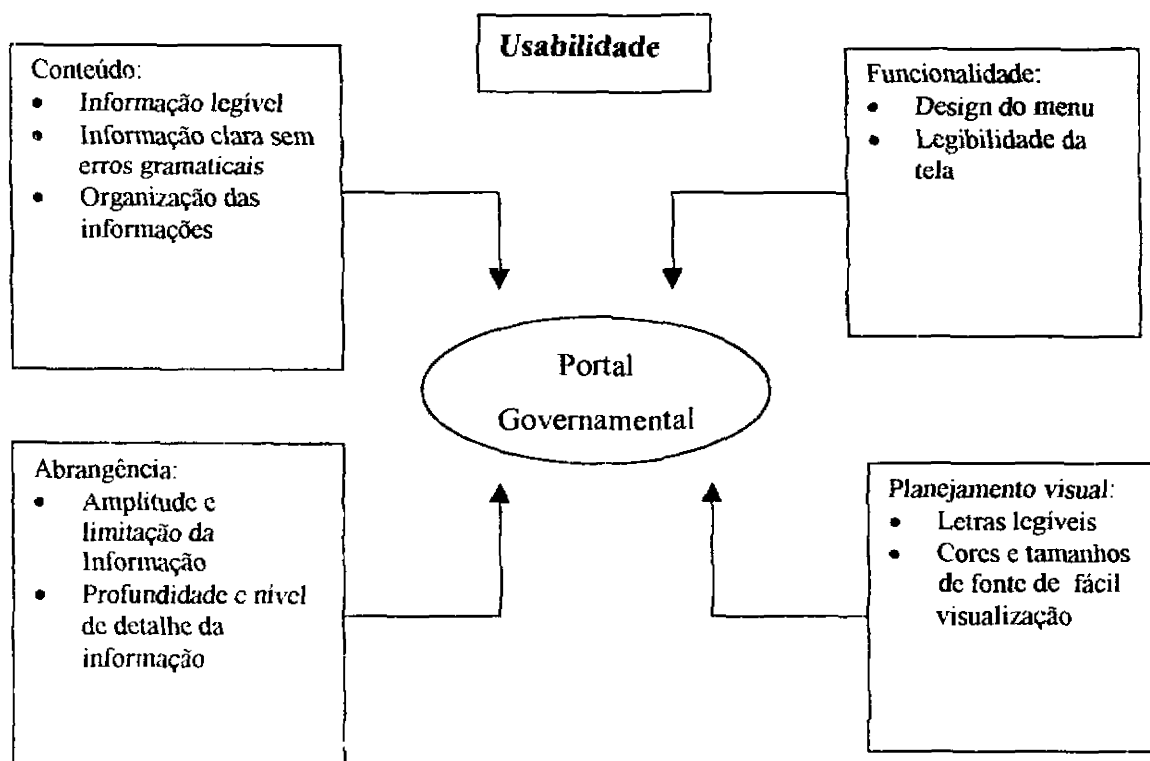 Usabilidade
Conteúdo:
• Informação legível
• Informação clara sem
erros gramaticais
• Organização das
informações
Funcionalidade:
• Design do menu
• Legibilidade da
tela
Portal
Governamental
Abrangência:
• Amplitude e
limitação da
Informação
• Profundidade e nível
de detalhe da
informação
Planejamento visual:
• Letras legíveis
• Cores e tamanhos
de fonte de fácil
visualização